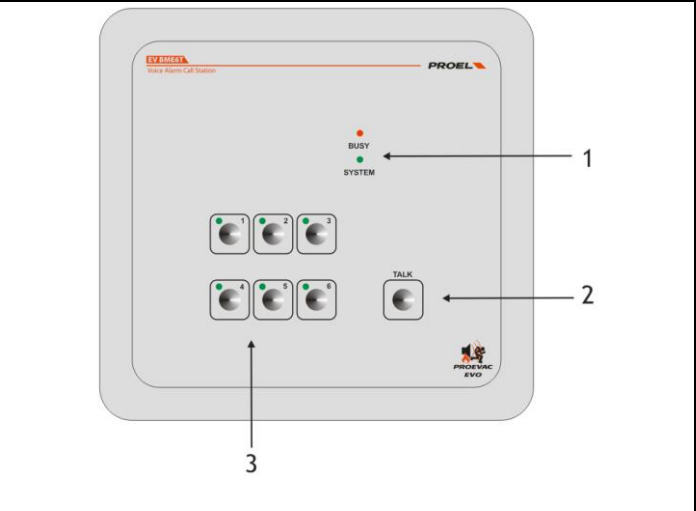 EV 8ME6T
Voice Alarm Call Station
PROEL
BUSY
SYSTEM
1
1
2
3
4
5
6
TALK
2
PROEVAC
EVO
3